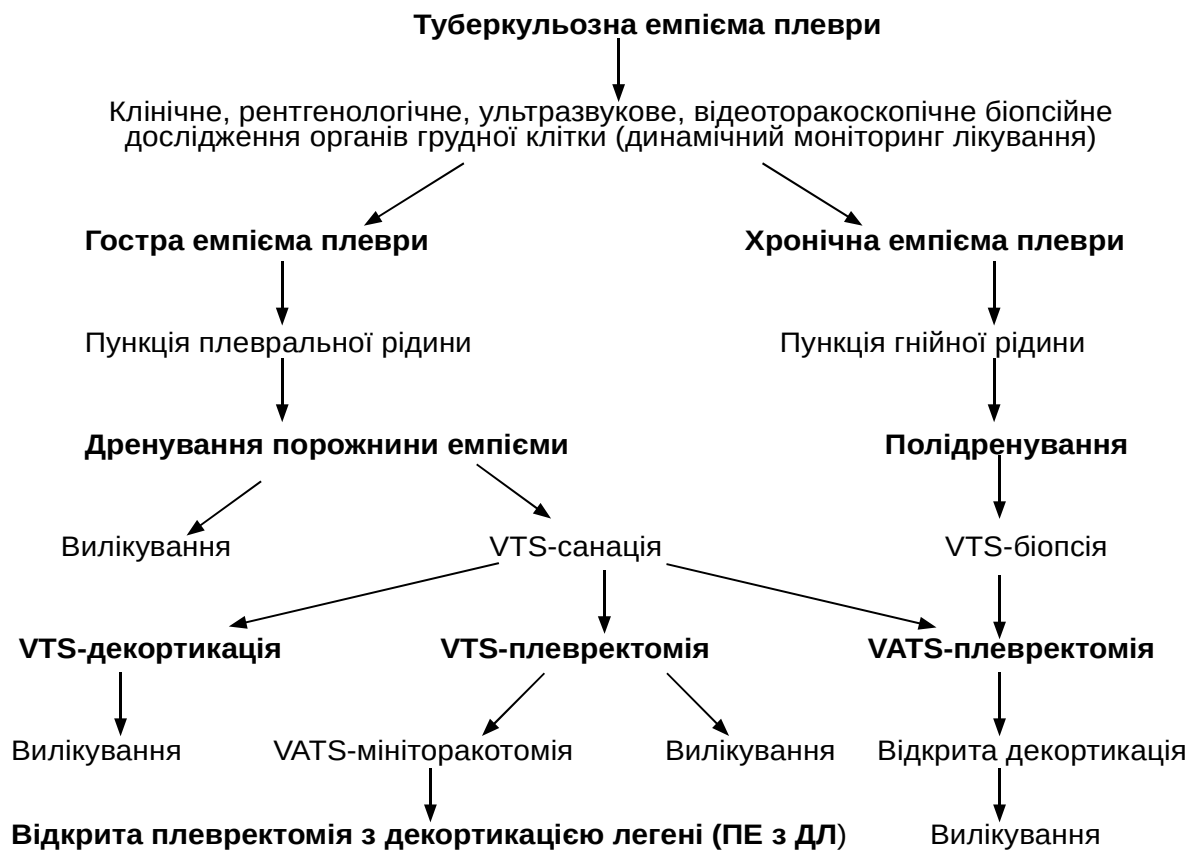 Туберкульозна емпієма плеври
Клінічне, рентгенологічне, ультразвукове, відеоторакоскопічне біопсійне
дослідження органів грудної клітки (динамічний моніторинг лікування)
Гостра емпієма плеври
Хронічна емпієма плеври
Пункція плевральної рідини
Пункція гнійної рідини
Дренування порожнини емпієми
Полідренування
Вилікування
VTS-санація
VTS-біопсія
VTS-декортикація
VTS-плевректомія
VATS-плевректомія
Вилікування
VATS-мініторакотомія
Вилікування
Відкрита декортикація
Відкрита плевректомія з декортикацією легені (ПЕ з ДЛ)
Вилікування